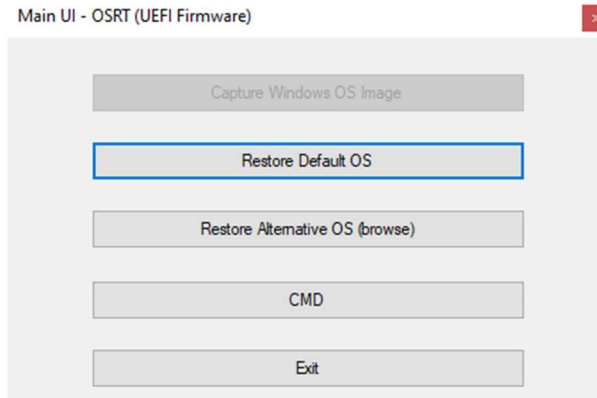 Main UI - OSRT (UEFI Firmware)
Capture Windows OS Image
Restore Default OS
Restore Alternative OS (browse)
CMD
Exit